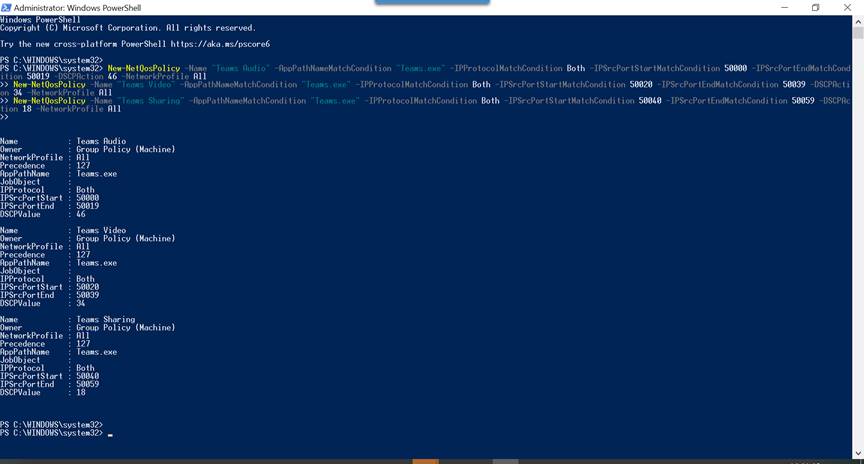 Administrator: Windows PowerShell
Windows PowerShell
Copyright (C) Microsoft Corporation. All rights reserved.
Try the new cross-platform PowerShell https://aka.ms/pscore6
PS C:\WINDOWS\system32>
PS C:\WINDOWS\system32> New-NetQosPolicy -Name "Teams Audio" -AppPathNameMatchCondition "Teams.exe" -IPProtocolMatchCondition Both -IPSrcPortStartMatchCondition 50000 -IPSrcPortEndMatchCond
ition 50019 -DSCPAction 46 -NetworkProfile All
>> New-NetQosPolicy -Name "Teams Video" -AppPathNameMatchCondition "Teams.exe" -IPProtocolMatchCondition Both -IPSrcPortStartMatchCondition 50020 -IPSrcPortEndMatchCondition 50039 -DSCPActi
on 34 -NetworkProfile All
>> New-NetQosPolicy -Name "Teams Sharing" -AppPathNameMatchCondition "Teams.exe" -IPProtocolMatchCondition Both -IPSrcPortStartMatchCondition 50040 -IPSrcPortEndMatchCondition 50059 -DSCPAc
tion 18 -NetworkProfile All
>>
Name : Teams Audio
Owner : Group Policy (Machine)
NetworkProfile : All
Precedence : 127
AppPathName : Teams.exe
JobObject :
IPProtocol : Both
IPSrcPortStart : 50000
IPSrcPortEnd : 50019
DSCPValue : 46
Name : Teams Video
Owner : Group Policy (Machine)
NetworkProfile : All
Precedence : 127
AppPathName : Teams.exe
JobObject :
IPProtocol : Both
IPSrcPortStart : 50020
IPSrcPortEnd : 50039
DSCPValue : 34
Name : Teams Sharing
Owner : Group Policy (Machine)
NetworkProfile : All
Precedence : 127
AppPathName : Teams.exe
JobObject :
IPProtocol : Both
IPSrcPortStart : 50040
IPSrcPortEnd : 50059
DSCPValue : 18
PS C:\WINDOWS\system32>
PS C:\WINDOWS\system32> _